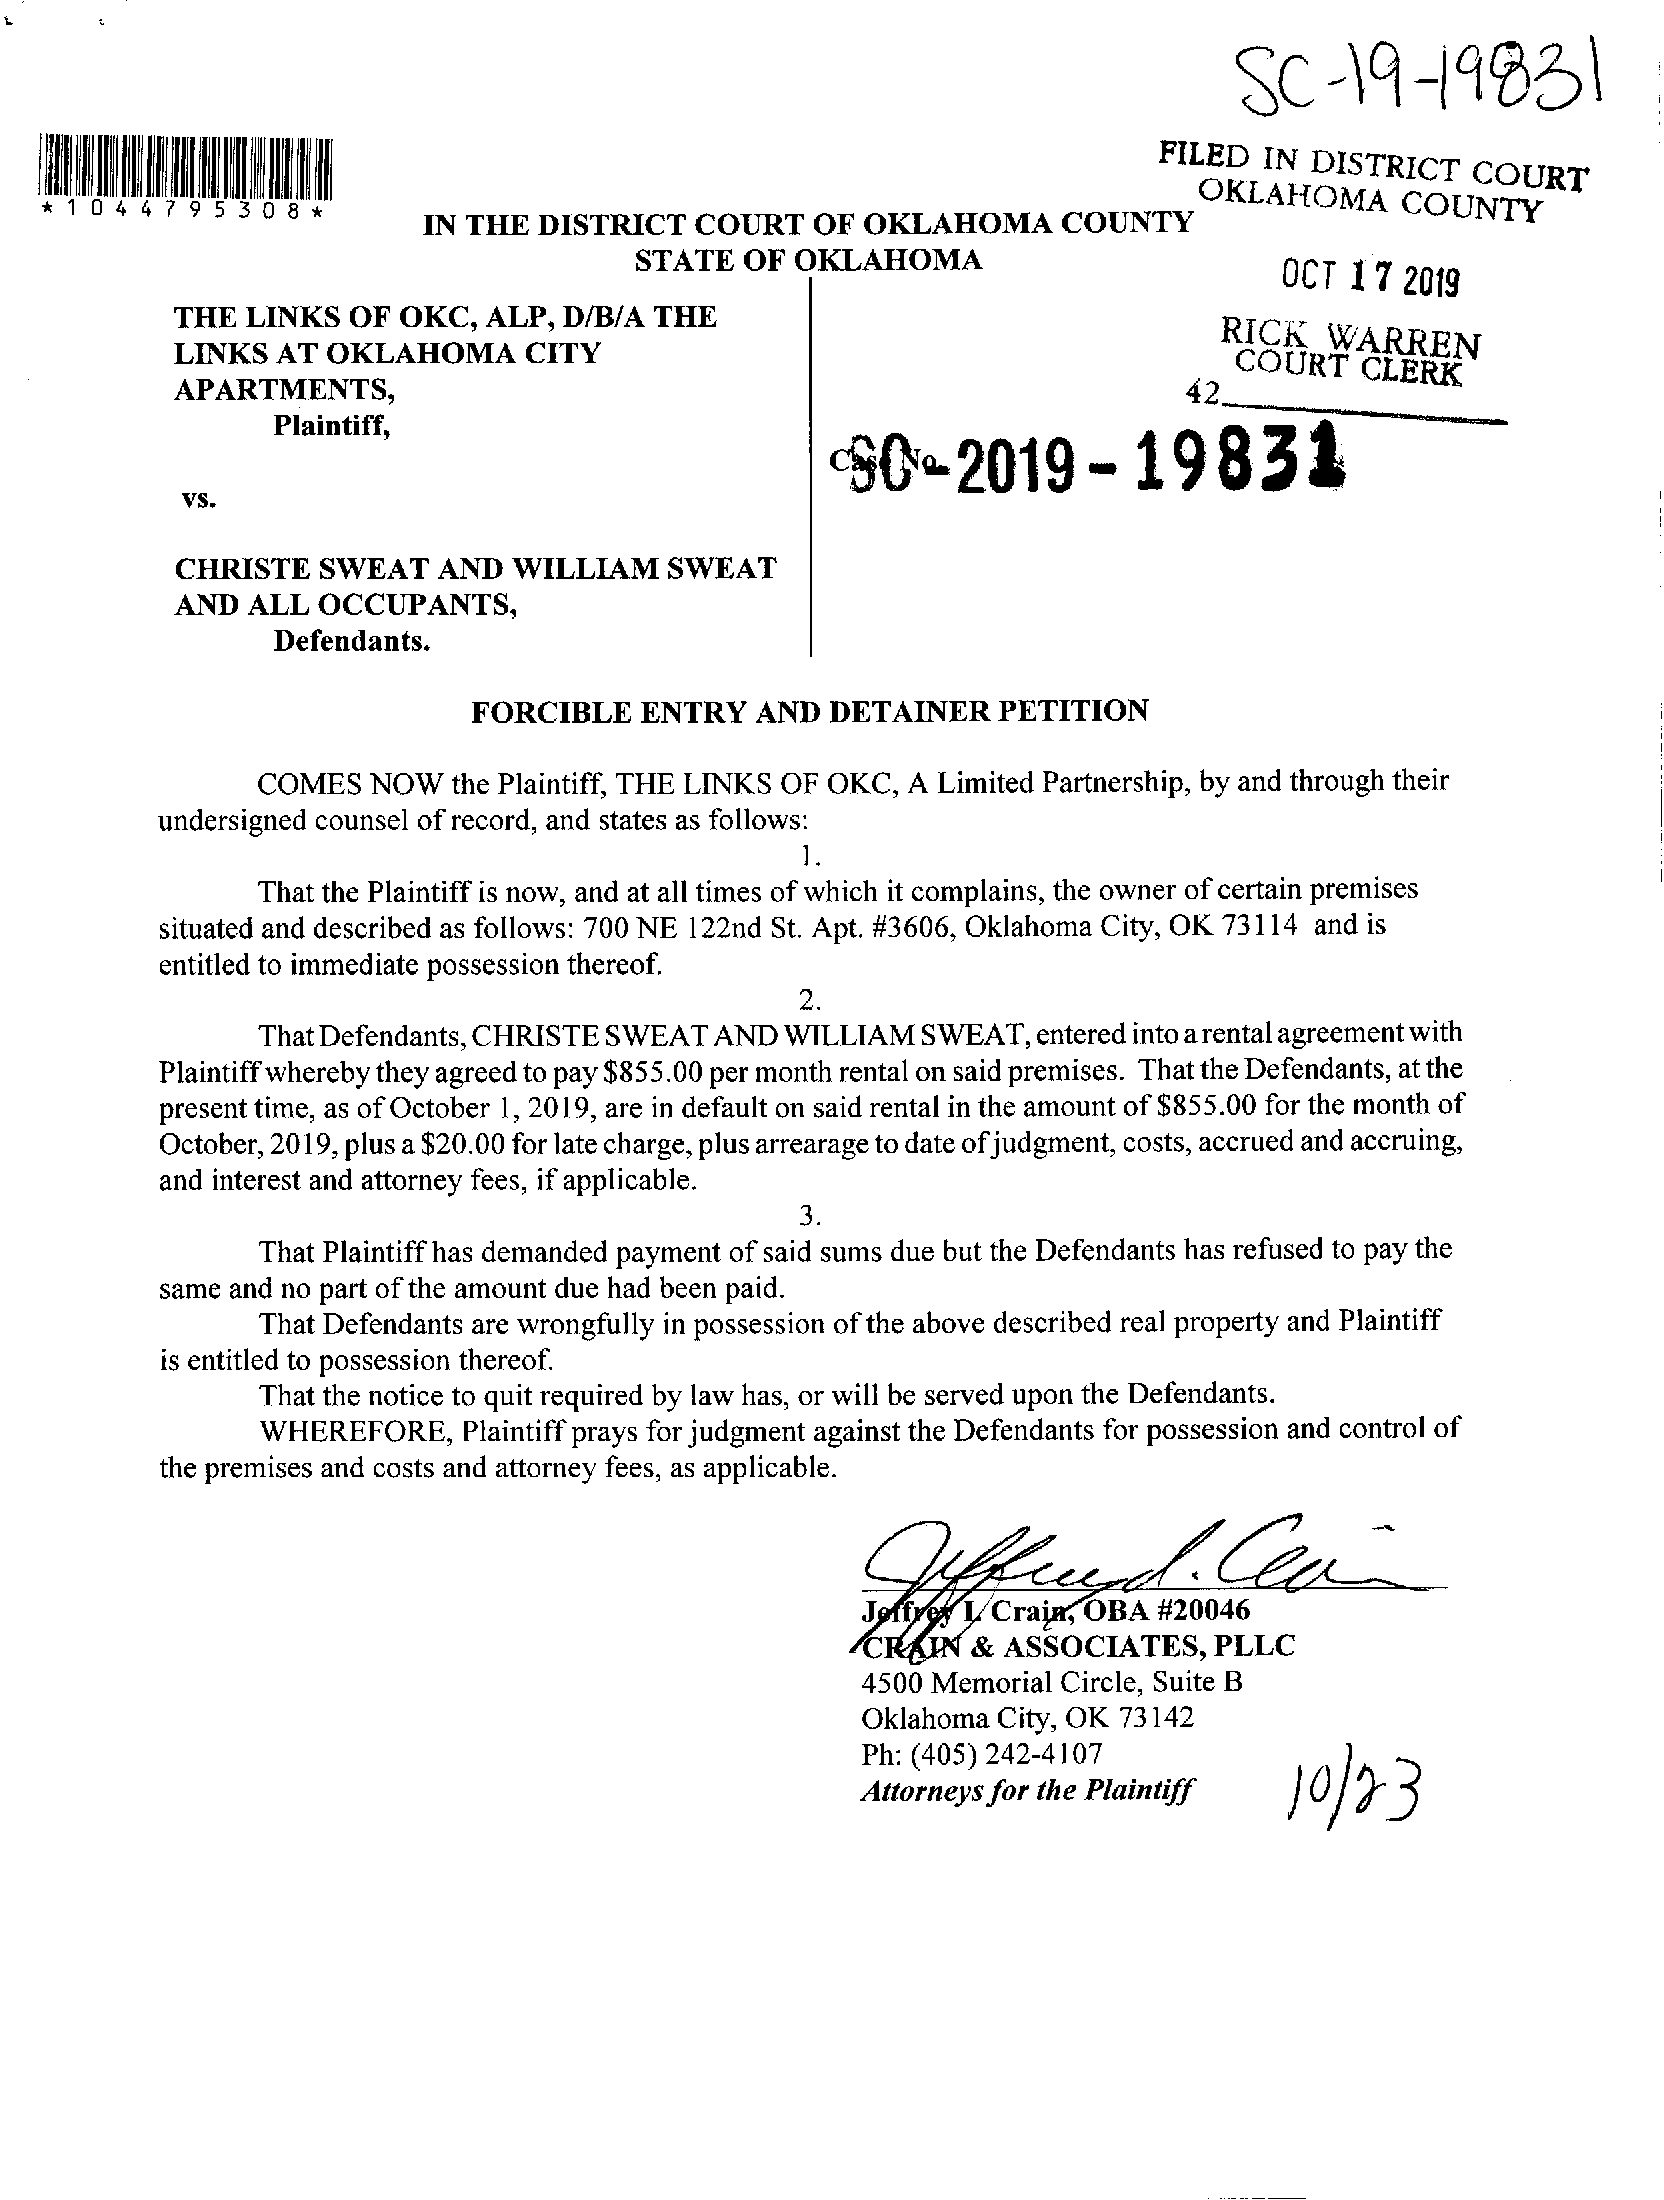 SC-19-19831
*1044795308*
FILED IN DISTRICT COURT
OKLAHOMA COUNTY
IN THE DISTRICT COURT OF OKLAHOMA COUNTY
STATE OF OKLAHOMA
OCT 17 2019
RICK WARREN
COURT CLERK
42
THE LINKS OF OKC, ALP, D/B/A THE
LINKS AT OKLAHOMA CITY
APARTMENTS,
Plaintiff,
Case No.
SC-2019-19831
vs.
CHRISTE SWEAT AND WILLIAM SWEAT
AND ALL OCCUPANTS,
Defendants.
FORCIBLE ENTRY AND DETAINER PETITION
COMES NOW the Plaintiff, THE LINKS OF OKC, A Limited Partnership, by and through their
undersigned counsel of record, and states as follows:
1.
That the Plaintiff is now, and at all times of which it complains, the owner of certain premises
situated and described as follows: 700 NE 122nd St. Apt. #3606, Oklahoma City, OK 73114 and is
entitled to immediate possession thereof.
2.
That Defendants, CHRISTE SWEAT AND WILLIAM SWEAT, entered into a rental agreement with
Plaintiff whereby they agreed to pay $855.00 per month rental on said premises. That the Defendants, at the
present time, as of October 1, 2019, are in default on said rental in the amount of $855.00 for the month of
October, 2019, plus a $20.00 for late charge, plus arrearage to date of judgment, costs, accrued and accruing,
and interest and attorney fees, if applicable.
3.
That Plaintiff has demanded payment of said sums due but the Defendants has refused to pay the
same and no part of the amount due had been paid.
That Defendants are wrongfully in possession of the above described real property and Plaintiff
is entitled to possession thereof.
That the notice to quit required by law has, or will be served upon the Defendants.
WHEREFORE, Plaintiff prays for judgment against the Defendants for possession and control of
the premises and costs and attorney fees, as applicable.
Jeffrey L. Crain
Jeffrey L Crain, OBA #20046
CRAIN & ASSOCIATES, PLLC
4500 Memorial Circle, Suite B
Oklahoma City, OK 73142
Ph: (405) 242-4107
Attorneys for the Plaintiff
10/23